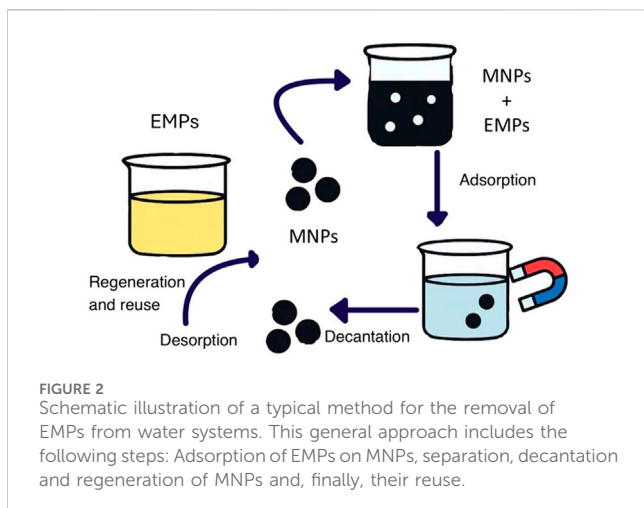 EMPs
MNPs
+
EMPs
Adsorption
MNPs
Regeneration
and reuse
Desorption
Decantation
FIGURE 2
Schematic illustration of a typical method for the removal of
EMPs from water systems. This general approach includes the
following steps: Adsorption of EMPs on MNPs, separation, decantation
and regeneration of MNPs and, finally, their reuse.